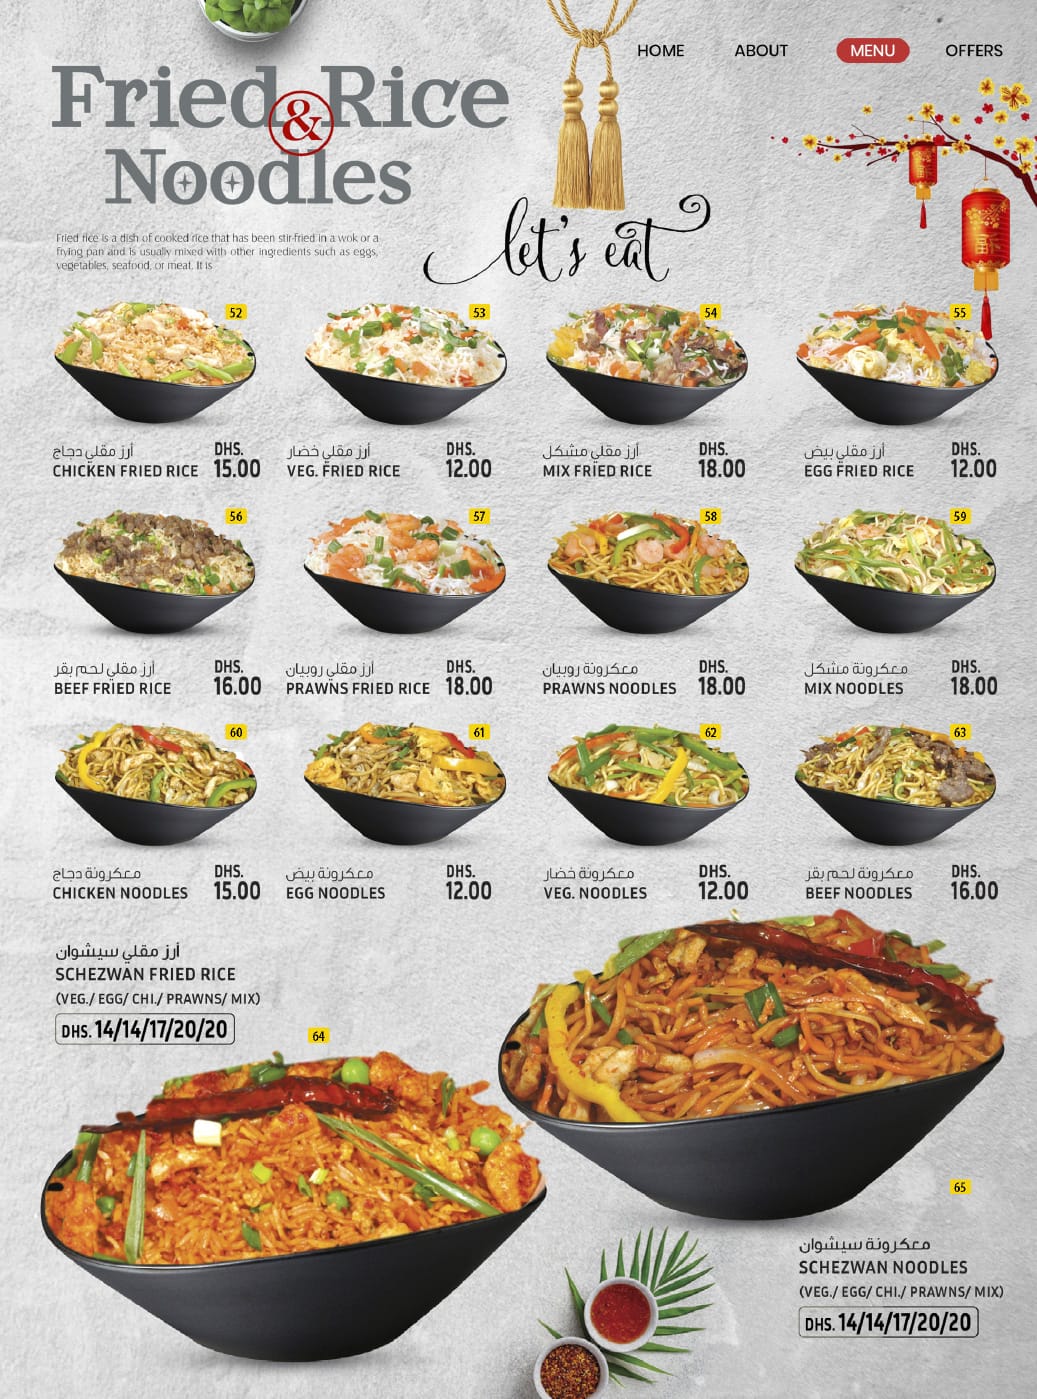 HOME ABOUT MENU OFFERS
Fried & Rice
Noodles
let's eat
Fried rice is a dish of cooked rice that has been stir-fried in a wok or a
frying pan and is usually mixed with other ingredients such as eggs,
vegetables, seafood, or meat. It is
52
أرز مقلي دجاج
CHICKEN FRIED RICE
DHS.
15.00
53
أرز مقلي خضار
VEG. FRIED RICE
DHS.
12.00
54
أرز مقلي مشكل
MIX FRIED RICE
DHS.
18.00
55
أرز مقلي بيض
EGG FRIED RICE
DHS.
12.00
56
أرز مقلي لحم بقر
BEEF FRIED RICE
DHS.
16.00
57
أرز مقلي روبيان
PRAWNS FRIED RICE
DHS.
18.00
58
معكرونة روبيان
PRAWNS NOODLES
DHS.
18.00
59
معكرونة مشكل
MIX NOODLES
DHS.
18.00
60
معكرونة دجاج
CHICKEN NOODLES
DHS.
15.00
61
معكرونة بيض
EGG NOODLES
DHS.
12.00
62
معكرونة خضار
VEG. NOODLES
DHS.
12.00
63
معكرونة لحم بقر
BEEF NOODLES
DHS.
16.00
أرز مقلي سيشوان
SCHEZWAN FRIED RICE
(VEG./ EGG/ CHI./ PRAWNS/ MIX)
DHS. 14/14/17/20/20
64
65
معكرونة سيشوان
SCHEZWAN NOODLES
(VEG./ EGG/ CHI./ PRAWNS/ MIX)
DHS. 14/14/17/20/20